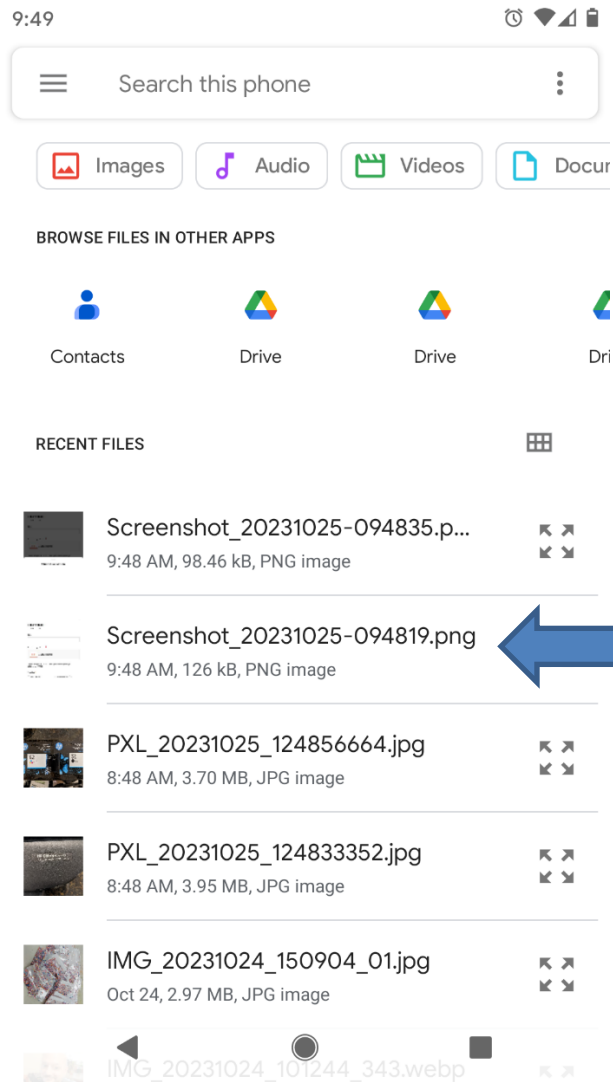 9:49
Search this phone
Images
Audio
Videos
Docu
BROWSE FILES IN OTHER APPS
Contacts
Drive
Drive
Dri
RECENT FILES
Screenshot_20231025-094835.p...
9:48 AM, 98.46 kB, PNG image
Screenshot_20231025-094819.png
9:48 AM, 126 kB, PNG image
PXL_20231025_124856664.jpg
8:48 AM, 3.70 MB, JPG image
PXL_20231025_124833352.jpg
8:48 AM, 3.95 MB, JPG image
IMG_20231024_150904_01.jpg
Oct 24, 2.97 MB, JPG image
IMG_20231024_101244_343.webp